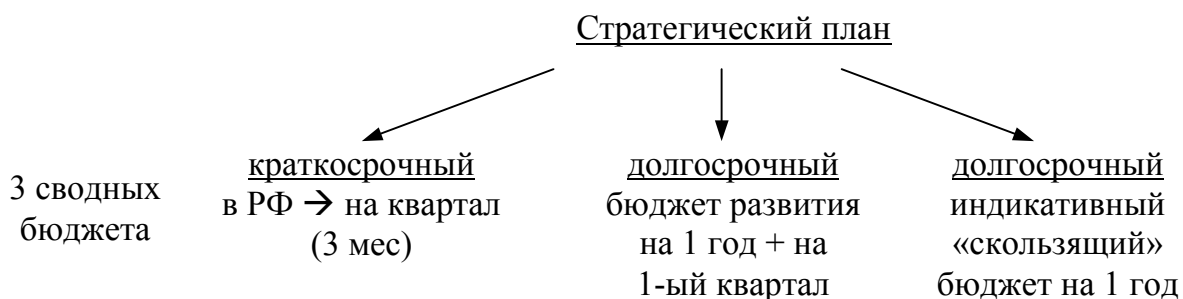 Стратегический план
3 сводных
бюджета
краткосрочный
в РФ → на квартал
(3 мес)
долгосрочный
бюджет развития
на 1 год + на
1-ый квартал
долгосрочный
индикативный
«скользящий»
бюджет на 1 год